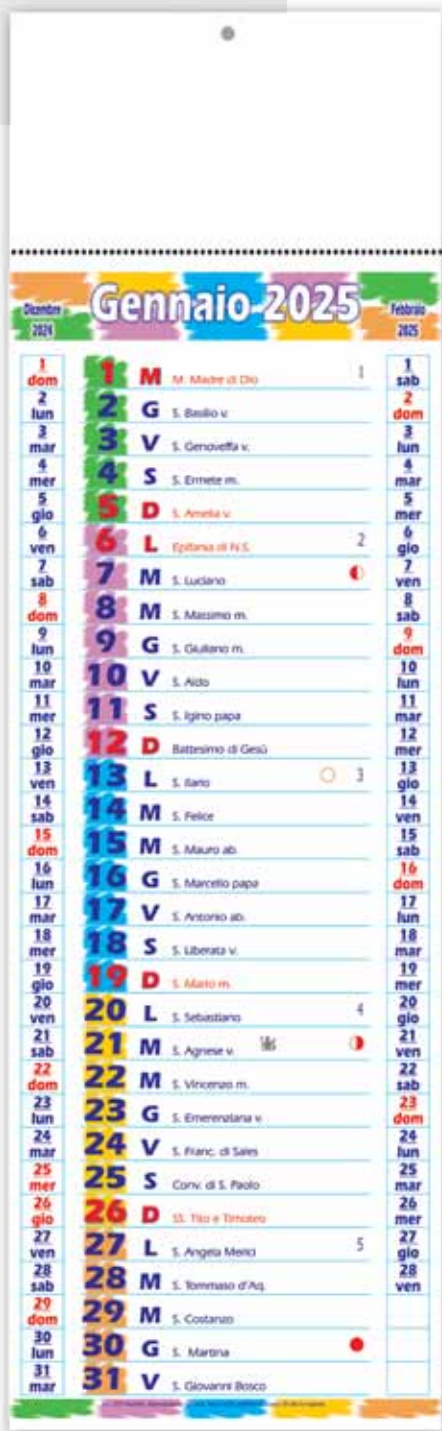 Dicembre 2024
Gennaio 2025
Febbraio 2025
1 dom 1 M M. Madre di Dio 1 1 sab
2 lun 2 G S. Basilio v. 2 dom
3 mar 3 V S. Genoveffa v. 3 lun
4 mer 4 S S. Ermete m. 4 mar
5 gio 5 D S. Amelia v. 5 mer
6 ven 6 L Epifania di N.S. 2 6 gio
7 sab 7 M S. Luciano 7 ven
8 dom 8 M S. Massimo m. 8 sab
9 lun 9 G S. Giuliano m. 9 dom
10 mar 10 V S. Aldo 10 lun
11 mer 11 S S. Igino papa 11 mar
12 gio 12 D Battesimo di Gesù 12 mer
13 ven 13 L S. Ilario 3 13 gio
14 sab 14 M S. Felice 14 ven
15 dom 15 M S. Mauro ab. 15 sab
16 lun 16 G S. Marcello papa 16 dom
17 mar 17 V S. Antonio ab. 17 lun
18 mer 18 S S. Liberata v. 18 mar
19 gio 19 D S. Mario m. 19 mer
20 ven 20 L S. Sebastiano 4 20 gio
21 sab 21 M S. Agnese v. 21 ven
22 dom 22 M S. Vincenzo m. 22 sab
23 lun 23 G S. Emerenziana v. 23 dom
24 mar 24 V S. Franc. di Sales 24 lun
25 mer 25 S Conv. di S. Paolo 25 mar
26 gio 26 D SS. Tito e Timoteo 26 mer
27 ven 27 L S. Angela Merici 5 27 gio
28 sab 28 M S. Tommaso d'Aq. 28 ven
29 dom 29 M S. Costanzo
30 lun 30 G S. Martina
31 mar 31 V S. Giovanni Bosco